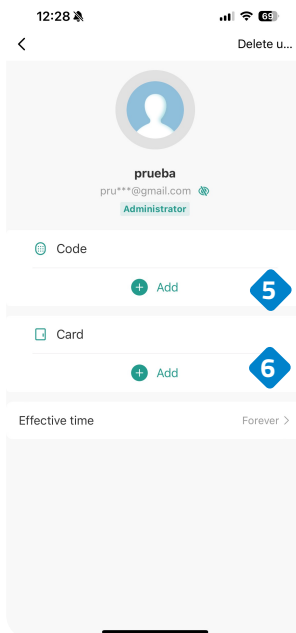 12:28 69
Delete u...
prueba
pru***@gmail.com
Administrator
Code
Add
5
Card
Add
6
Effective time Forever